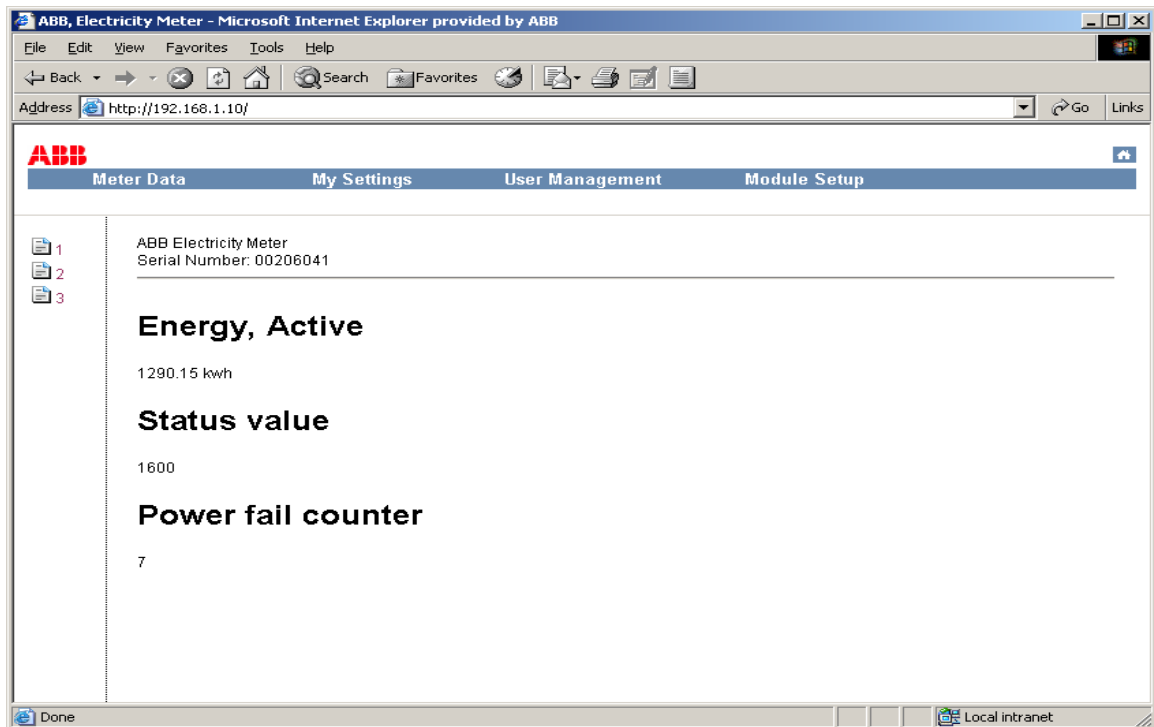 ABB, Electricity Meter - Microsoft Internet Explorer provided by ABB
File Edit View Favorites Tools Help
Back Search Favorites
Address http://192.168.1.10/ Go Links
ABB
Meter Data My Settings User Management Module Setup
1
2
3
ABB Electricity Meter
Serial Number: 00206041
Energy, Active
1290.15 kwh
Status value
1600
Power fail counter
7
Done Local intranet